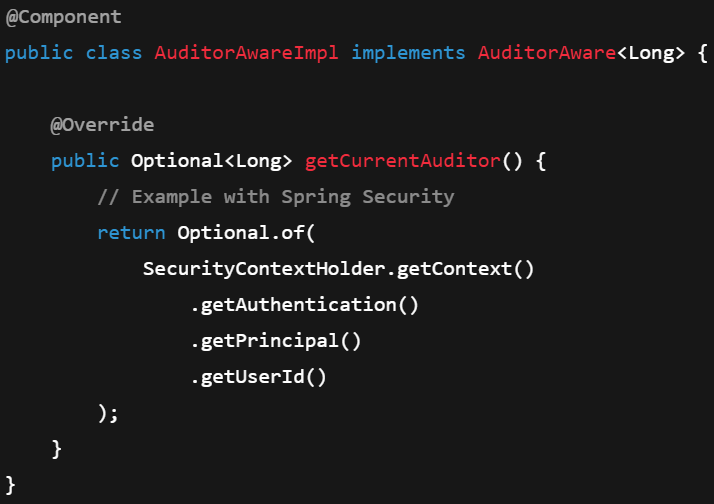 @Component
public class AuditorAwareImpl implements AuditorAware<Long> {
@Override
public Optional<Long> getCurrentAuditor() {
// Example with Spring Security
return Optional.of(
SecurityContextHolder.getContext()
.getAuthentication()
.getPrincipal()
.getUserId()
);
}
}